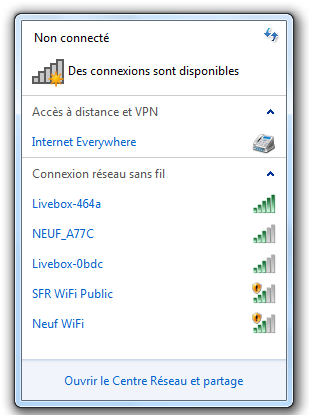 Non connecté
Des connexions sont disponibles
Accès à distance et VPN
Internet Everywhere
Connexion réseau sans fil
Livebox-464a
NEUF_A77C
Livebox-0bdc
SFR WiFi Public
Neuf WiFi
Ouvrir le Centre Réseau et partage